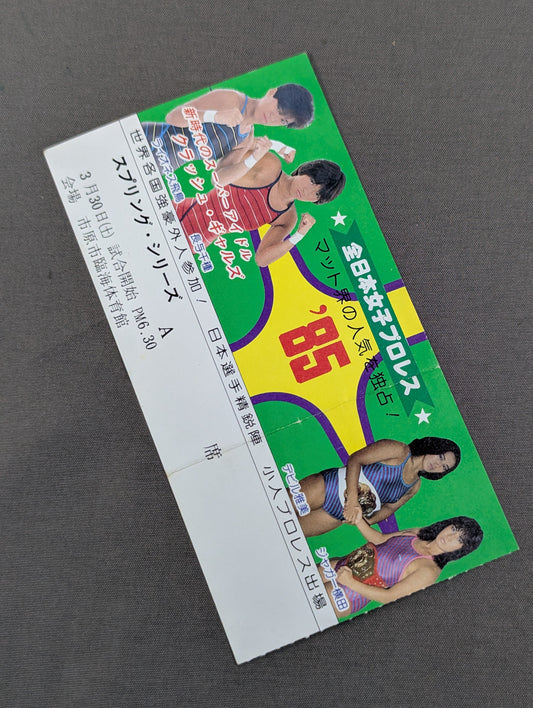 全日本女子プロレス
マット界の人気を独占!
'85
新時代のスーパーアイドル
クラッシュ・ギャルズ
ライオネス飛鳥
長与千種
デビル雅美
ジャガー横田
世界各国強豪外人参加! 日本選手精鋭陣 小人プロレス出場
スプリング・シリーズ A 席
3月30日(土) 試合開始 PM6.30
会場 市原市臨海体育館